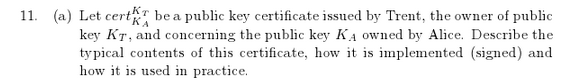 11. (a) Let cert^{K_T}_{K_A} be a public key certificate issued by Trent, the owner of public
key K_T, and concerning the public key K_A owned by Alice. Describe the
typical contents of this certificate, how it is implemented (signed) and
how it is used in practice.